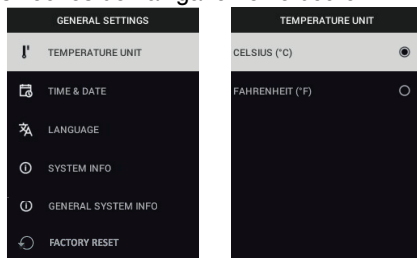 GENERAL SETTINGS
TEMPERATURE UNIT
TIME & DATE
LANGUAGE
SYSTEM INFO
GENERAL SYSTEM INFO
FACTORY RESET
TEMPERATURE UNIT
CELSIUS (°C)
FAHRENHEIT (°F)